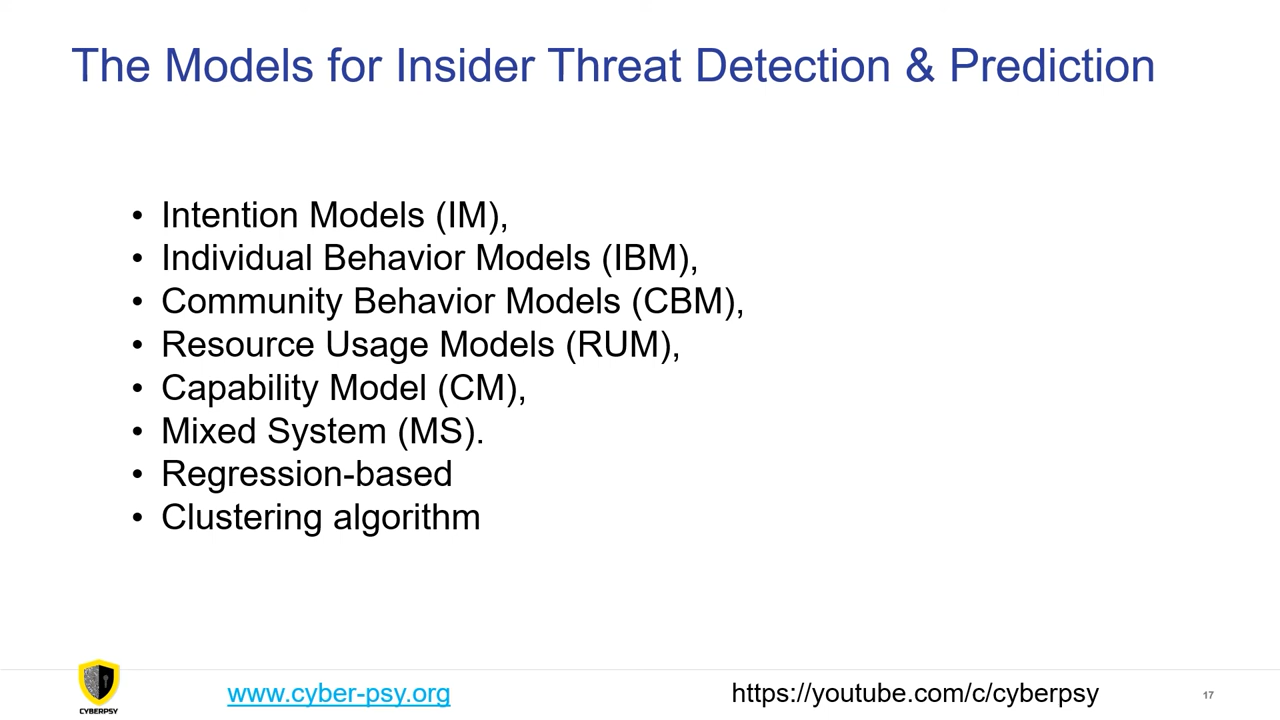 The Models for Insider Threat Detection & Prediction
• Intention Models (IM),
• Individual Behavior Models (IBM),
• Community Behavior Models (CBM),
• Resource Usage Models (RUM),
• Capability Model (CM),
• Mixed System (MS).
• Regression-based
• Clustering algorithm
CYBERPSY
www.cyber-psy.org
https://youtube.com/c/cyberpsy
17